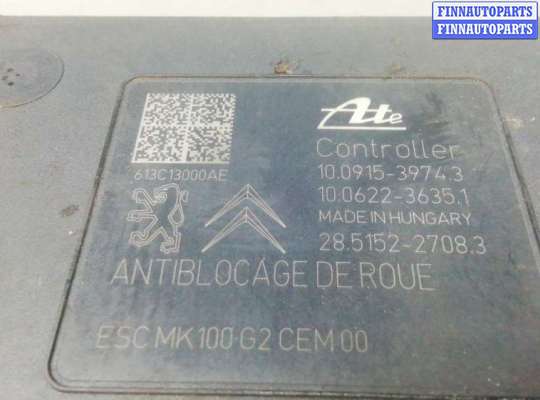 FINNAUTOPARTS
FINNAUTOPARTS
Ate
613C13000AE
Controller
10.0915-3974.3
10.0622-3635.1
MADE IN HUNGARY
28.5152-2708.3
ANTIBLOCAGE DE ROUE
ESC MK100 G2 CEM 00